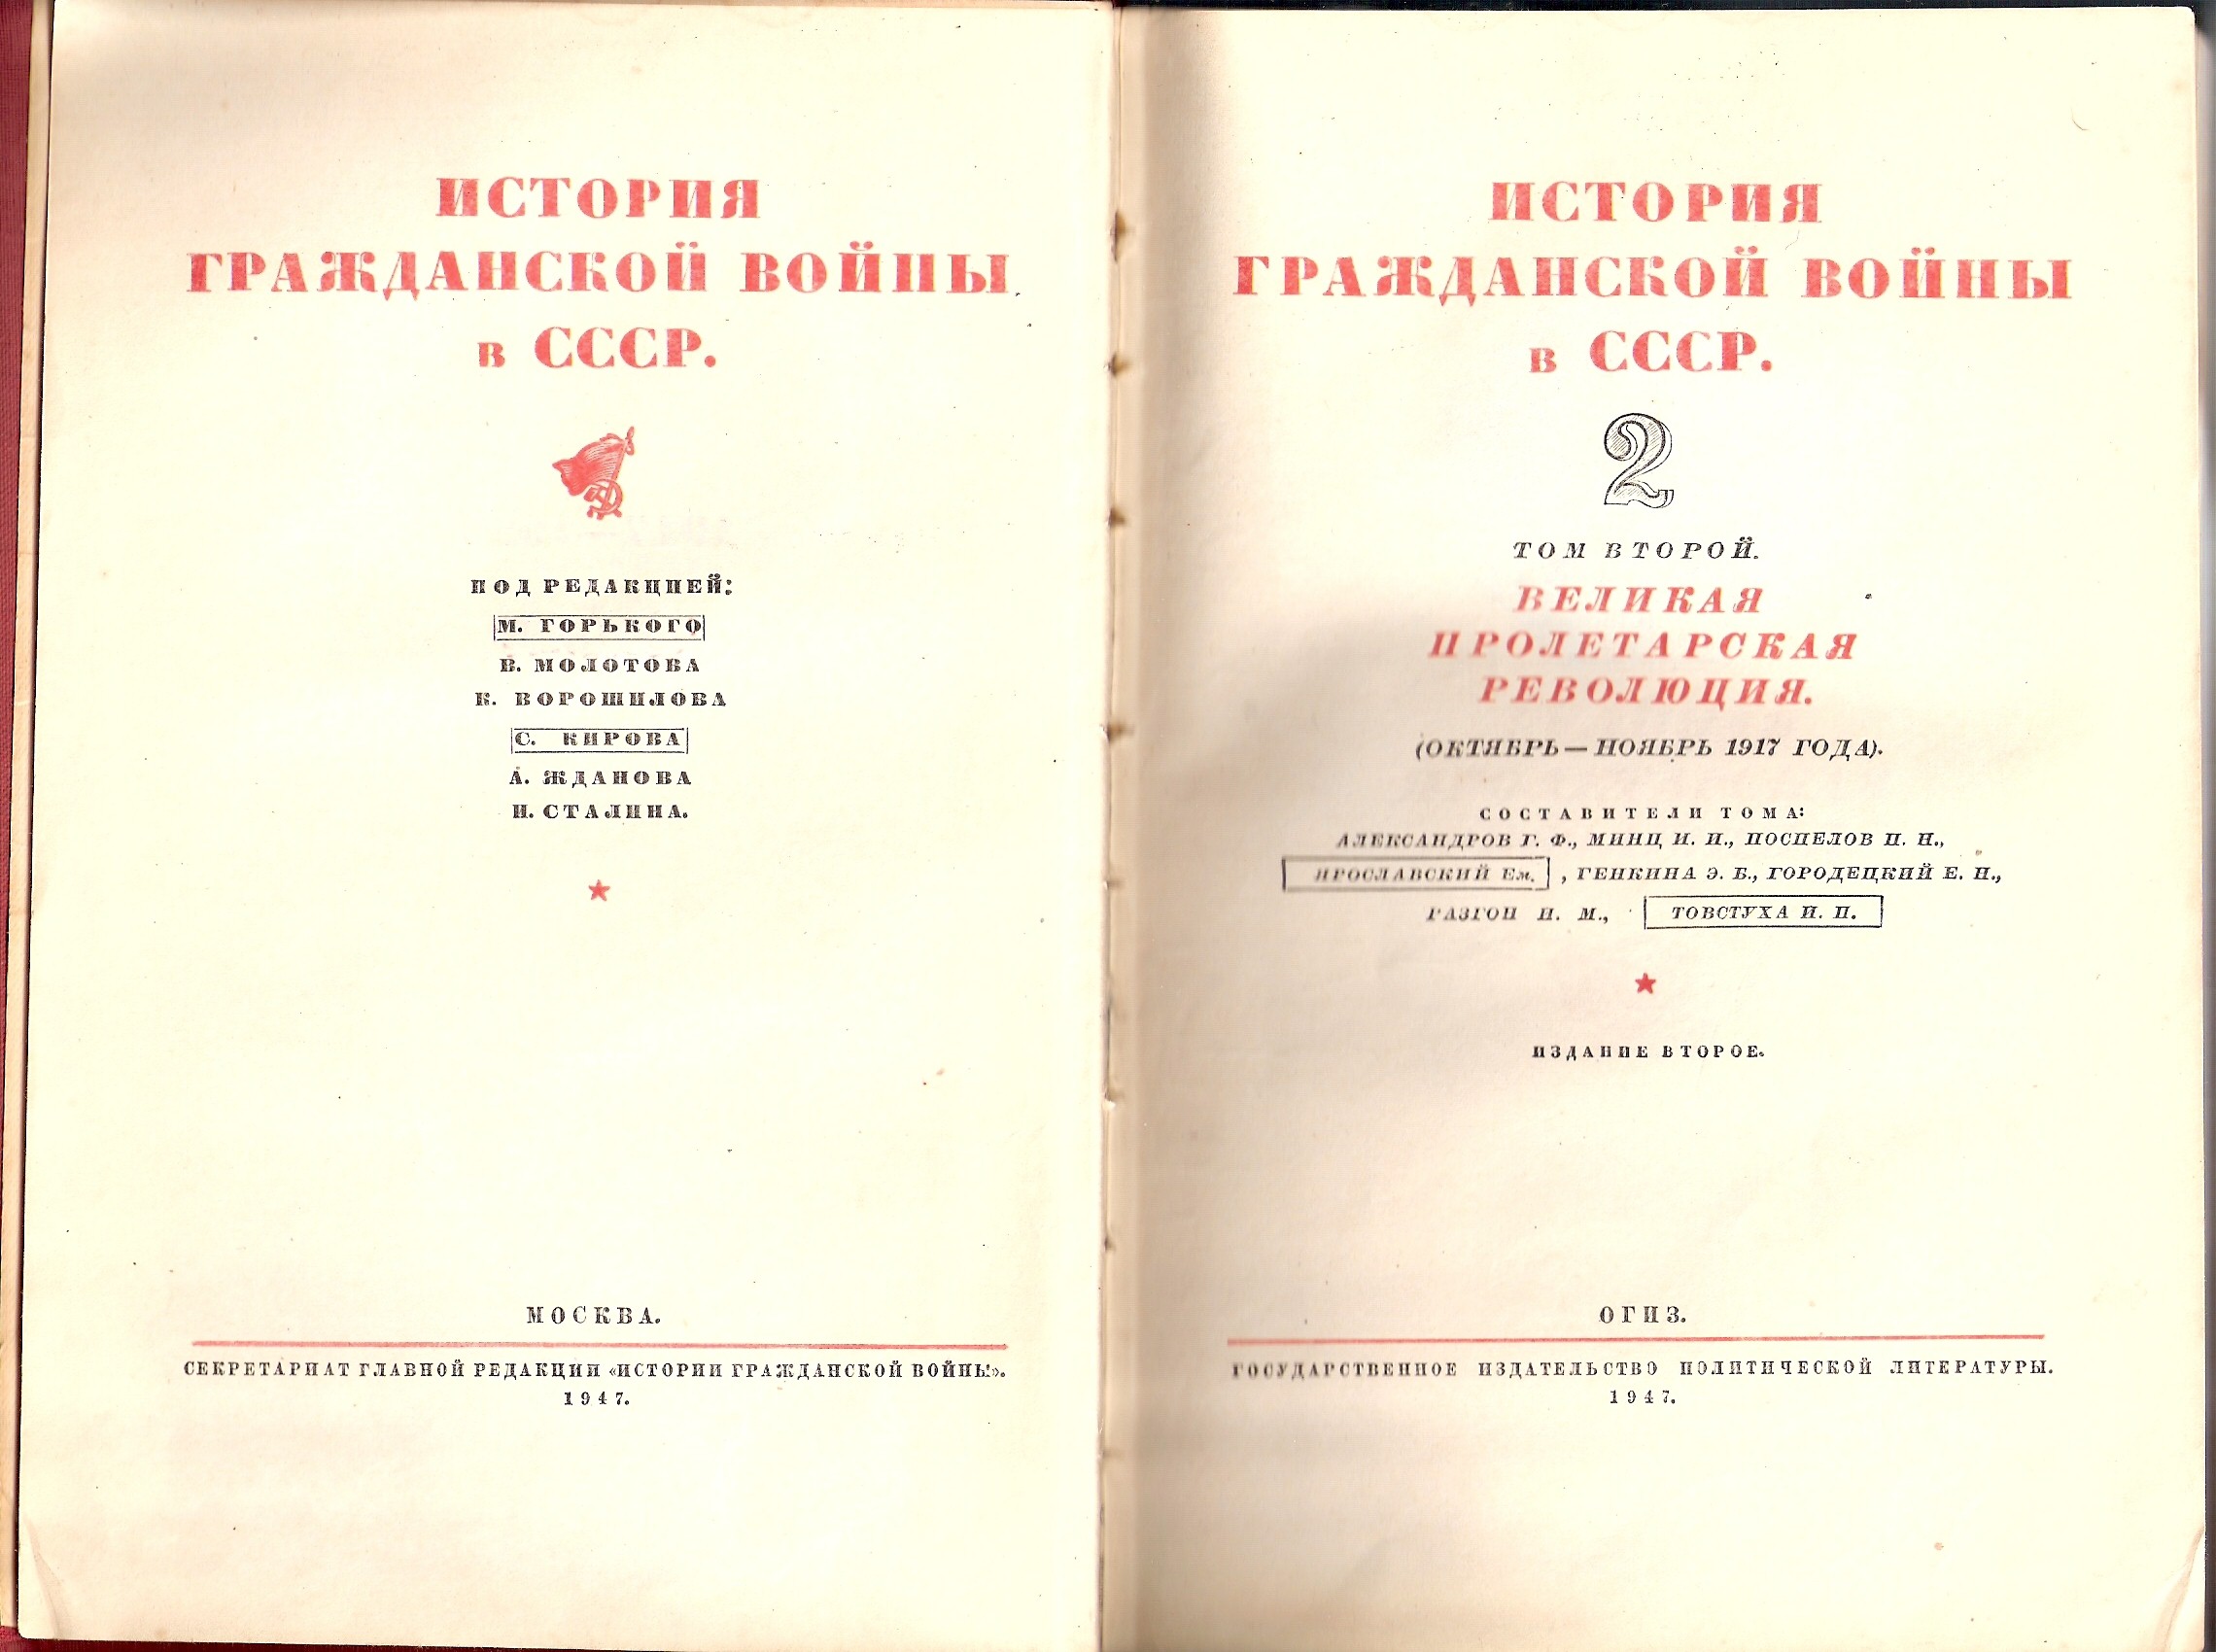 ИСТОРИЯ
ГРАЖДАНСКОЙ ВОЙНЫ
в СССР.
ПОД РЕДАКЦИЕЙ:
М. ГОРЬКОГО
В. МОЛОТОВА
К. ВОРОШИЛОВА
С. КИРОВА
А. ЖДАНОВА
И. СТАЛИНА.
МОСКВА.
СЕКРЕТАРИАТ ГЛАВНОЙ РЕДАКЦИИ «ИСТОРИИ ГРАЖДАНСКОЙ ВОЙНЫ».
1947.
ИСТОРИЯ
ГРАЖДАНСКОЙ ВОЙНЫ
в СССР.
2
ТОМ ВТОРОЙ.
ВЕЛИКАЯ
ПРОЛЕТАРСКАЯ
РЕВОЛЮЦИЯ.
(ОКТЯБРЬ — НОЯБРЬ 1917 ГОДА).
СОСТАВИТЕЛИ ТОМА:
АЛЕКСАНДРОВ Г. Ф., МИНЦ И. И., ПОСПЕЛОВ П. Н.,
ЯРОСЛАВСКИЙ Ем. , ГЕНКИНА Э. Б., ГОРОДЕЦКИЙ Е. Н.,
РАЗГОН И. М., ТОВСТУХА И. П.
ИЗДАНИЕ ВТОРОЕ.
ОГИЗ.
ГОСУДАРСТВЕННОЕ ИЗДАТЕЛЬСТВО ПОЛИТИЧЕСКОЙ ЛИТЕРАТУРЫ.
1947.